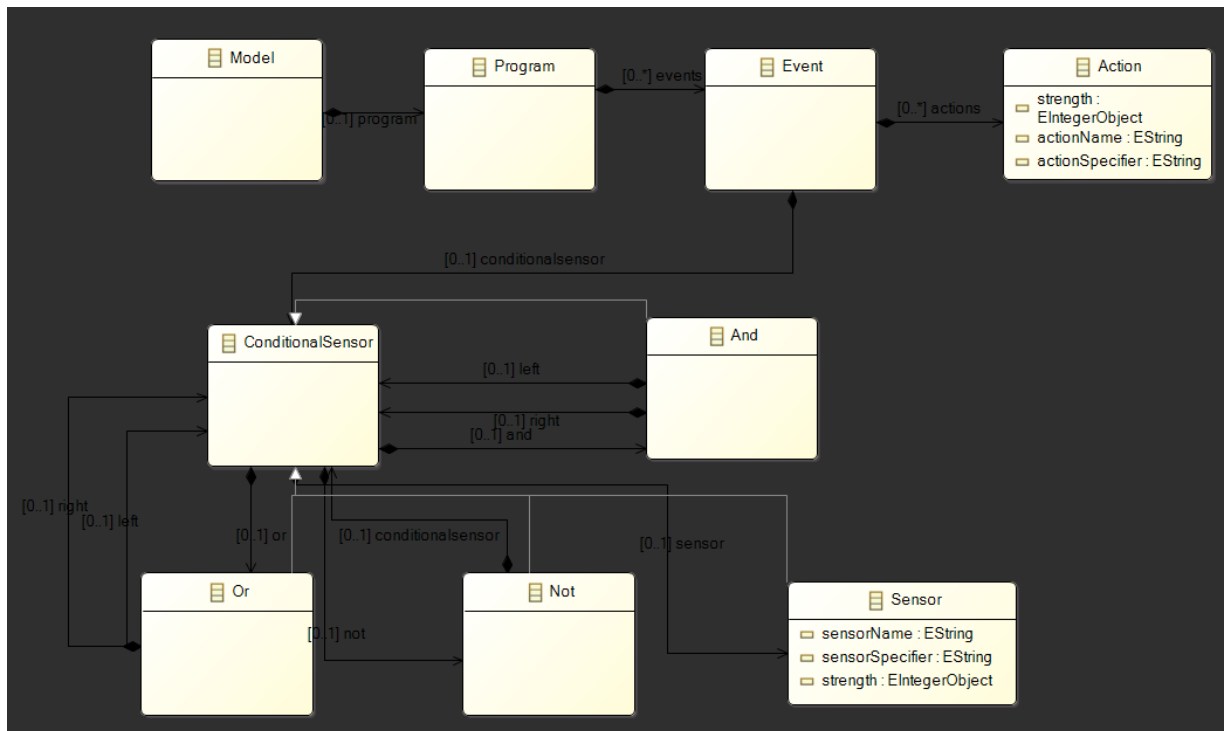 Model
Program
Event
Action
[0..1] program
[0..*] events
[0..*] actions
strength :
EIntegerObject
actionName : EString
actionSpecifier : EString
[0..1] conditionalsensor
ConditionalSensor
And
[0..1] left
[0..1] right
[0..1] and
[0..1] right
[0..1] left
[0..1] or
[0..1] conditionalsensor
[0..1] sensor
Or
Not
Sensor
[0..1] not
sensorName : EString
sensorSpecifier : EString
strength : EIntegerObject